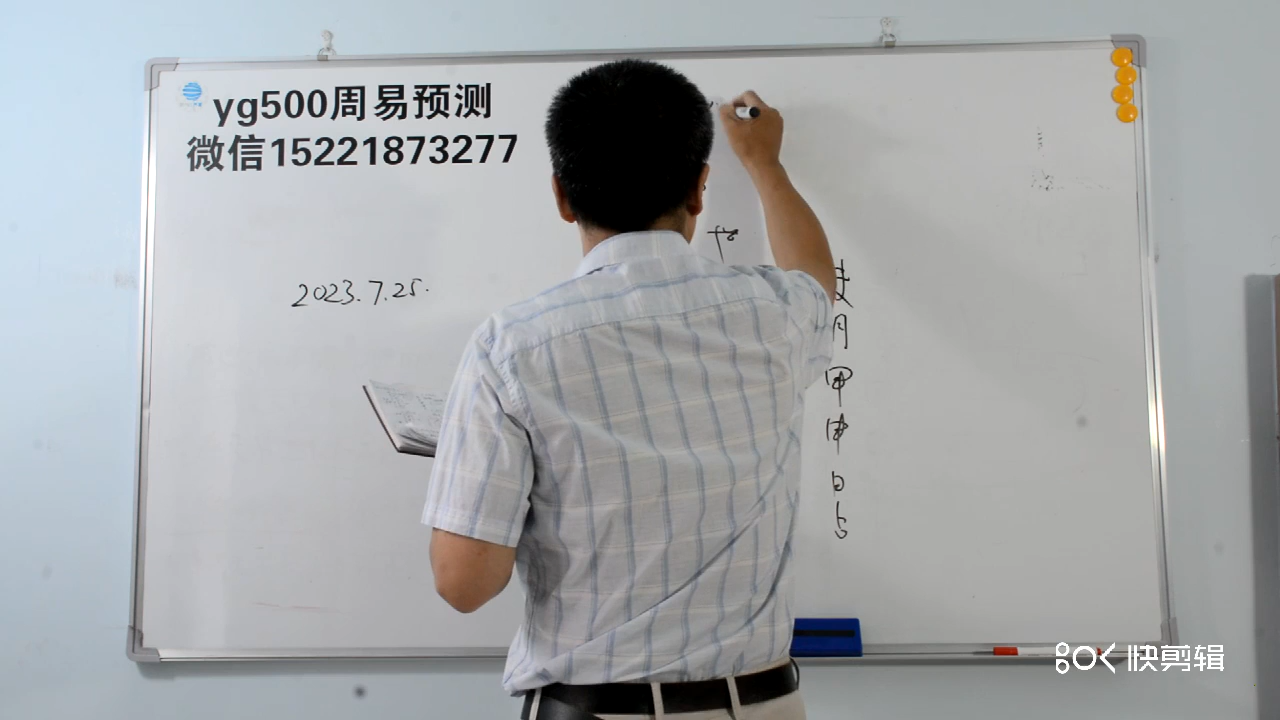 yg500周易预测
微信15221873277
2023.7.25.
月
甲
申
日
占
快剪辑